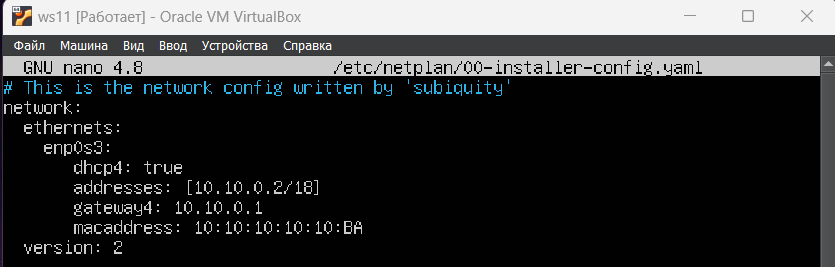 ws11 [Работает] - Oracle VM VirtualBox
Файл Машина Вид Ввод Устройства Справка
GNU nano 4.8 /etc/netplan/00-installer-config.yaml
# This is the network config written by 'subiquity'
network:
  ethernets:
    enp0s3:
       dhcp4: true
       addresses: [10.10.0.2/18]
       gateway4: 10.10.0.1
       macaddress: 10:10:10:10:10:BA
  version: 2